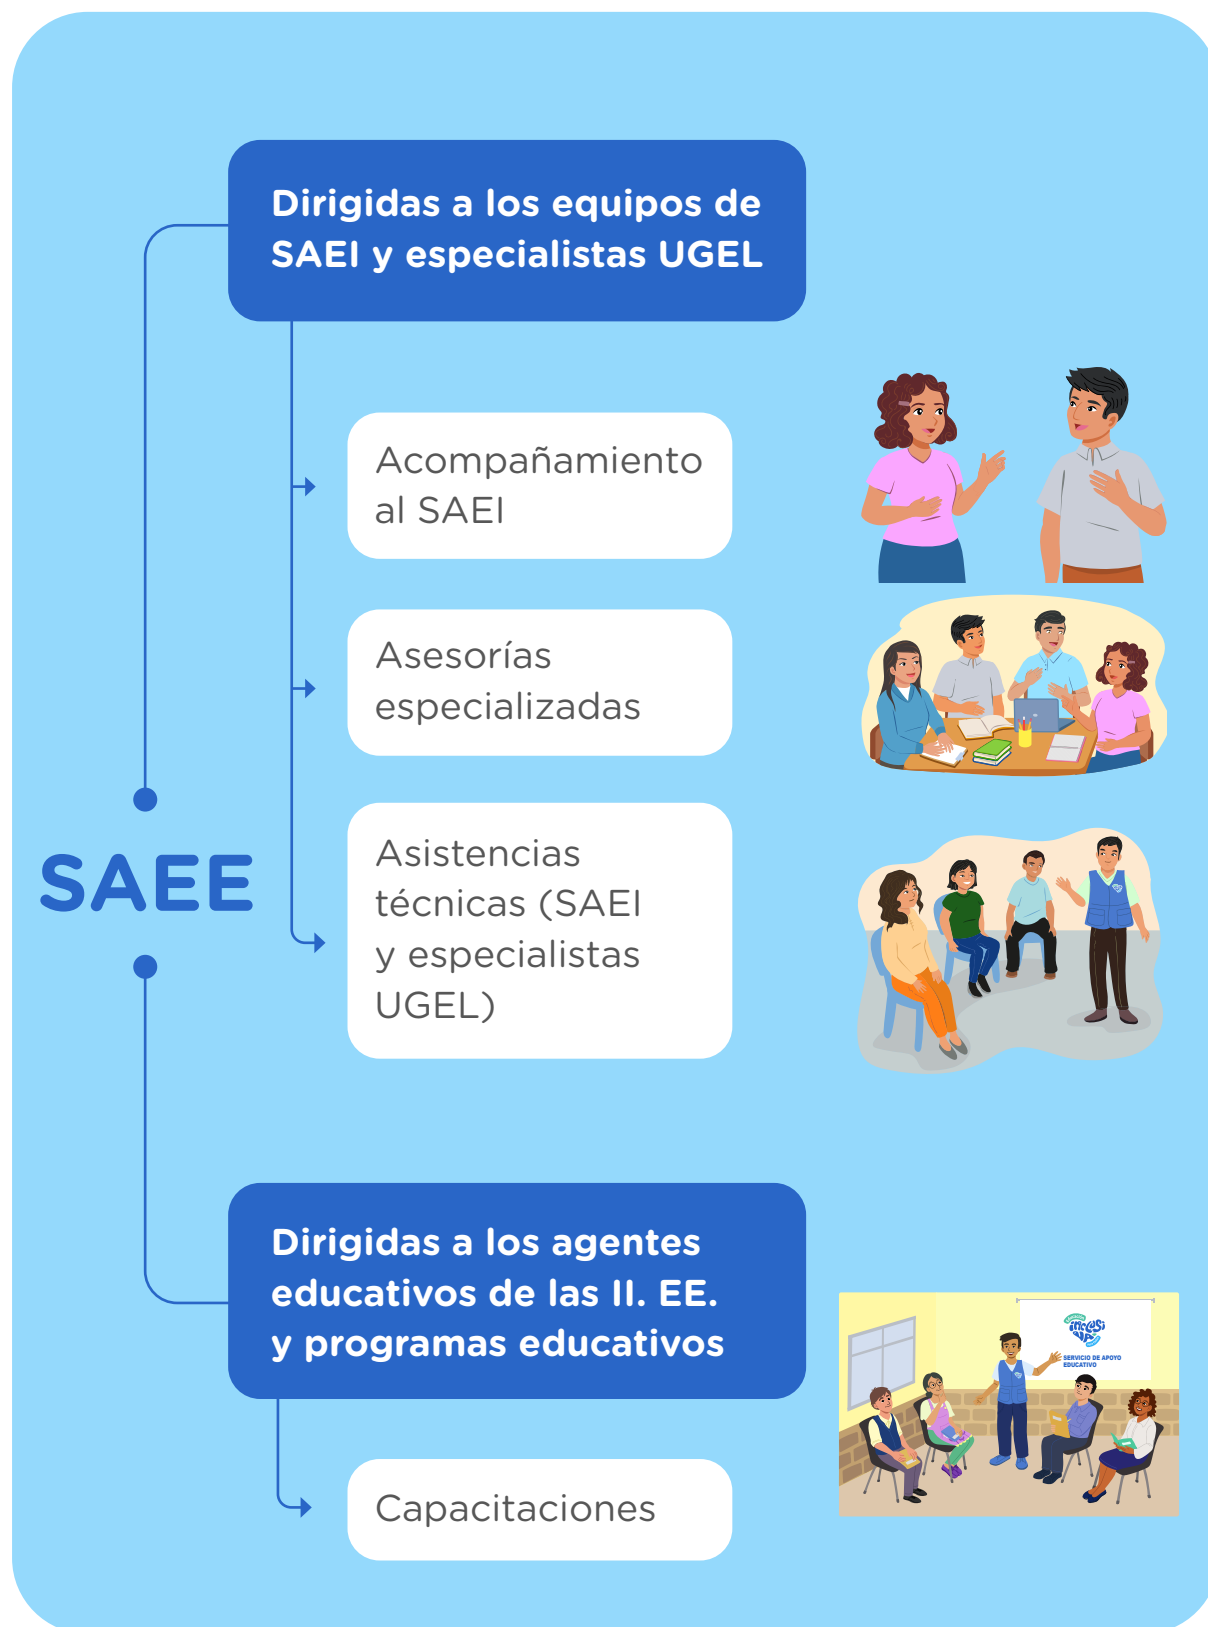 Dirigidas a los equipos de
SAEI y especialistas UGEL
Acompañamiento
al SAEI
Asesorías
especializadas
Asistencias
técnicas (SAEI
y especialistas
UGEL)
SAEE
Dirigidas a los agentes
educativos de las II. EE.
y programas educativos
Capacitaciones
SERVICIO DE APOYO
EDUCATIVO